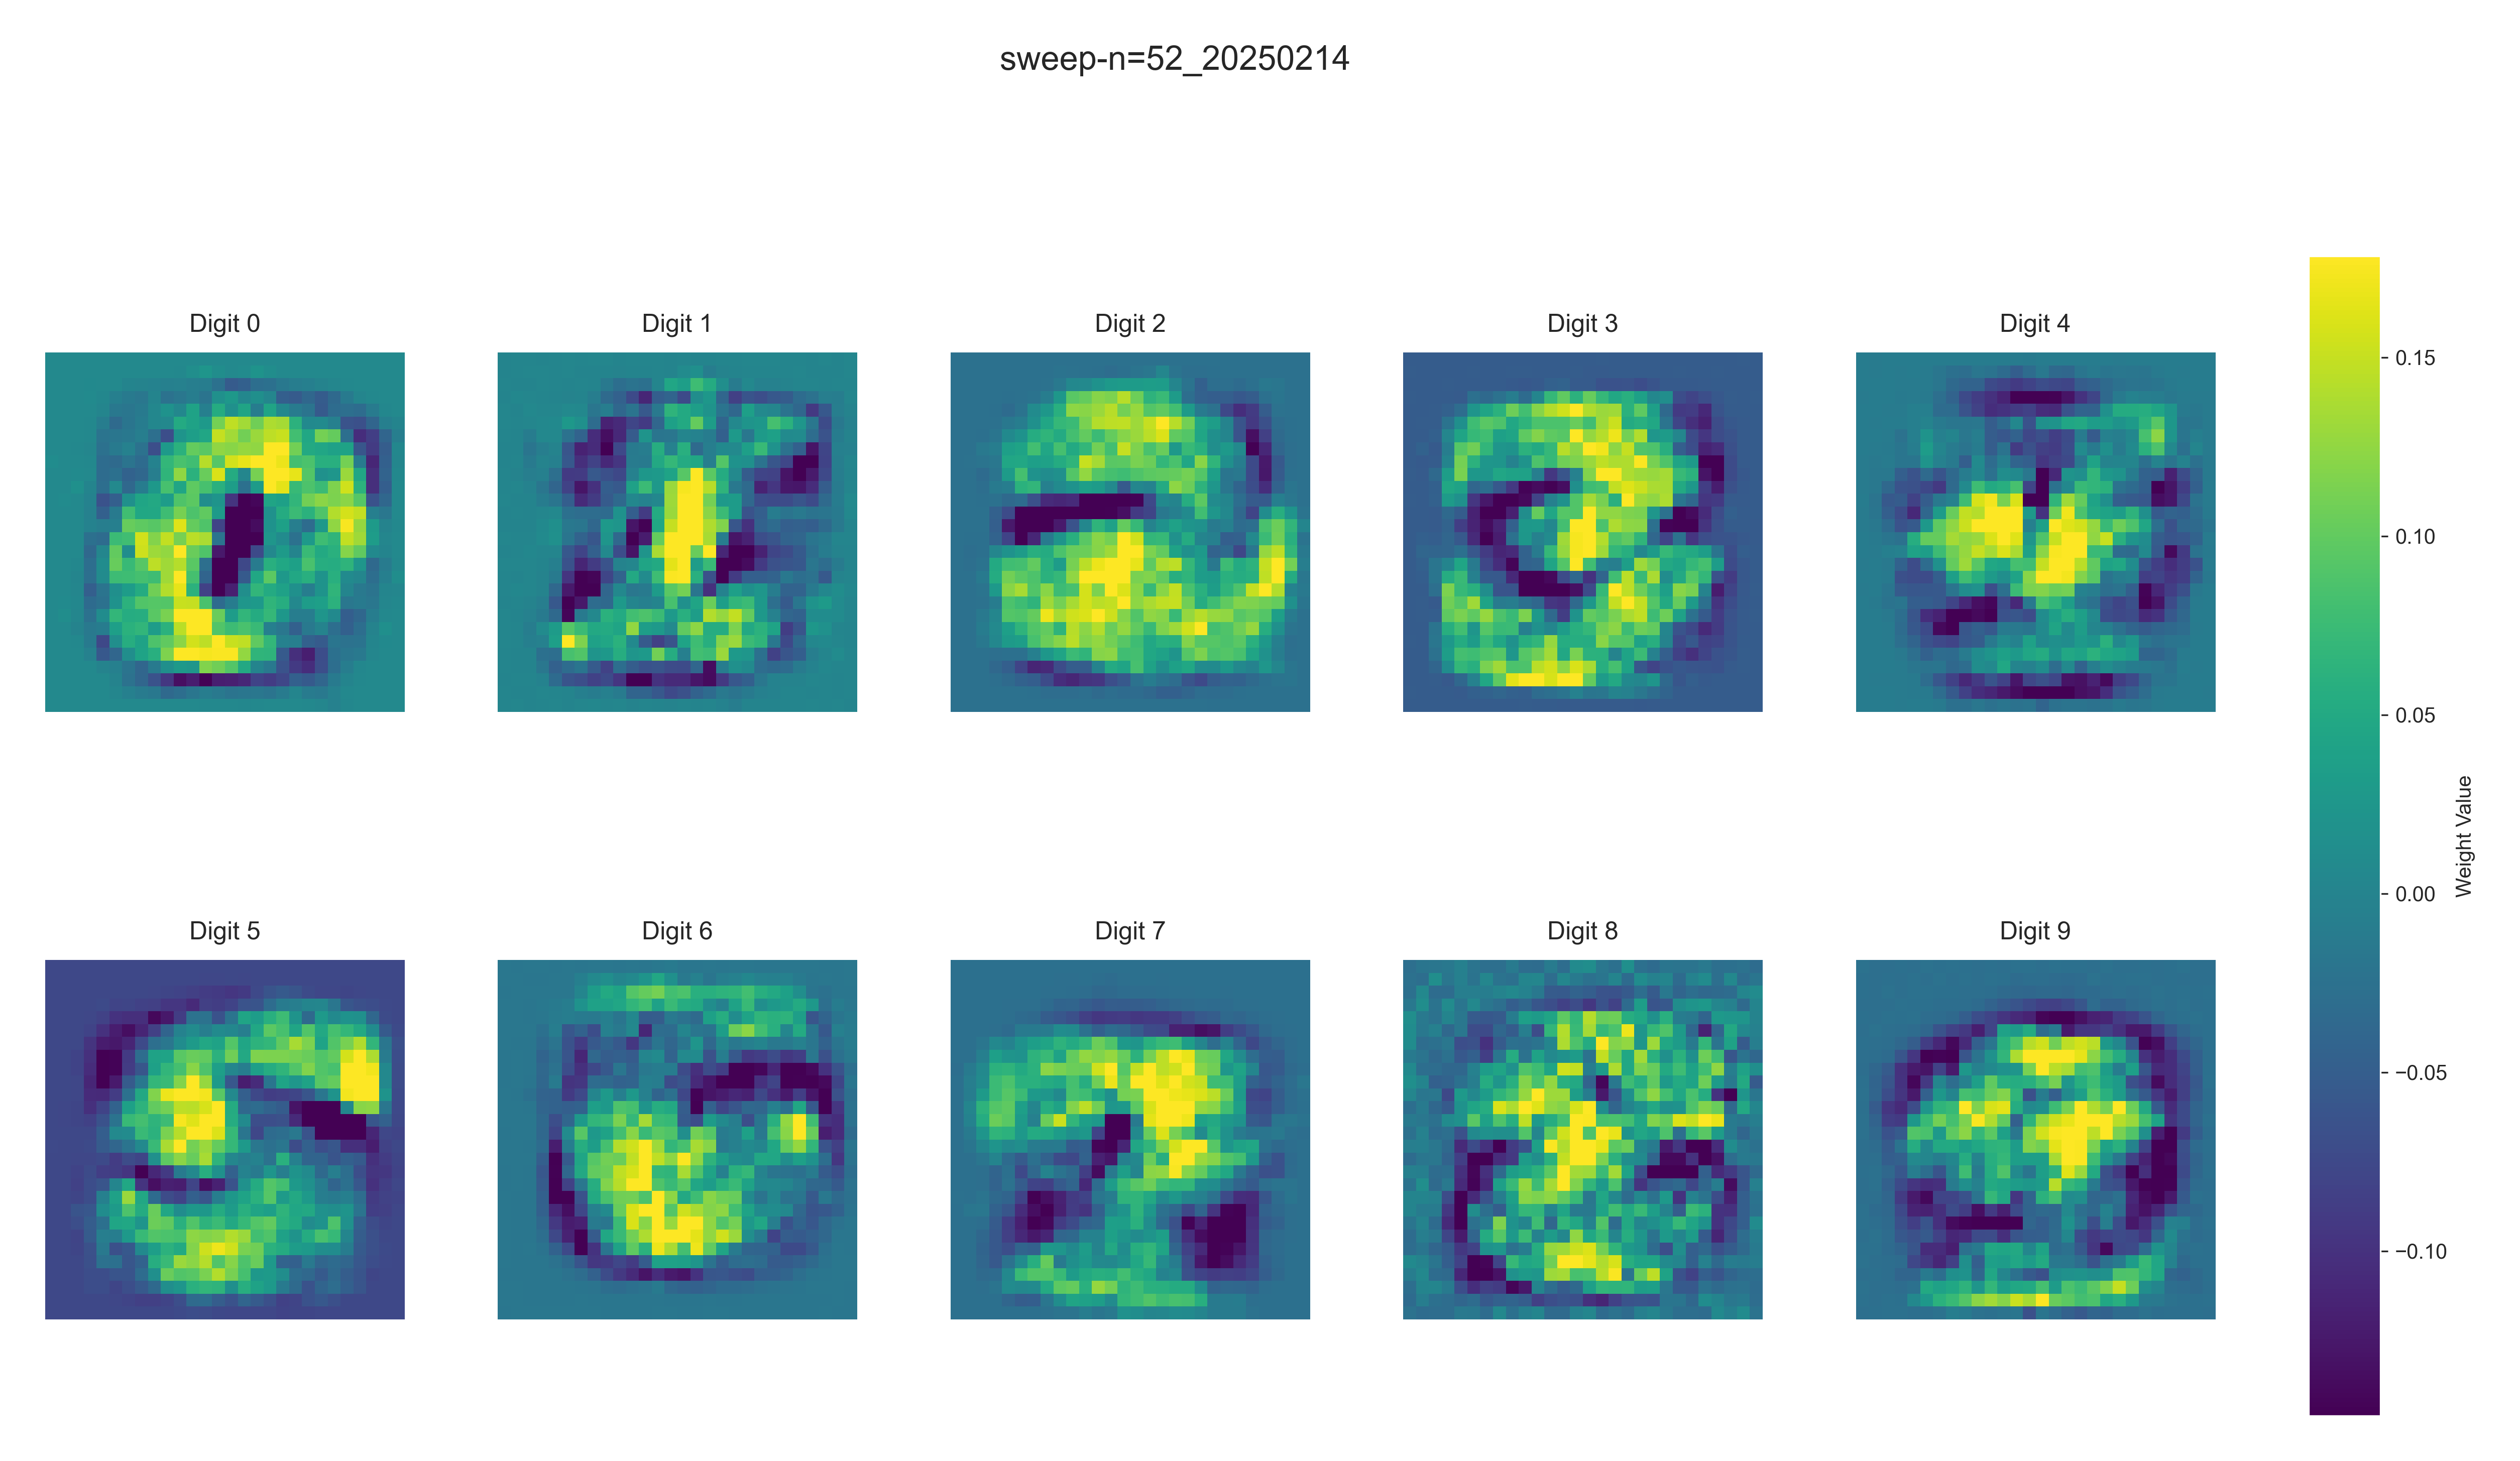 sweep-n=52_20250214
Digit 0
Digit 1
Digit 2
Digit 3
Digit 4
Digit 5
Digit 6
Digit 7
Digit 8
Digit 9
0.15
0.10
0.05
0.00
−0.05
−0.10
Weight Value